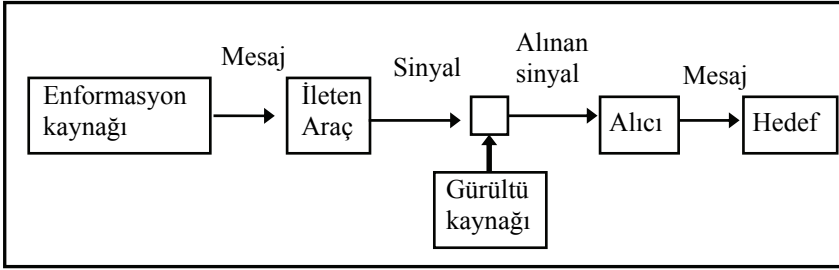 Mesaj
Sinyal
Alınan
sinyal
Mesaj
Enformasyon
kaynağı
İleten
Araç
Alıcı
Hedef
Gürültü
kaynağı